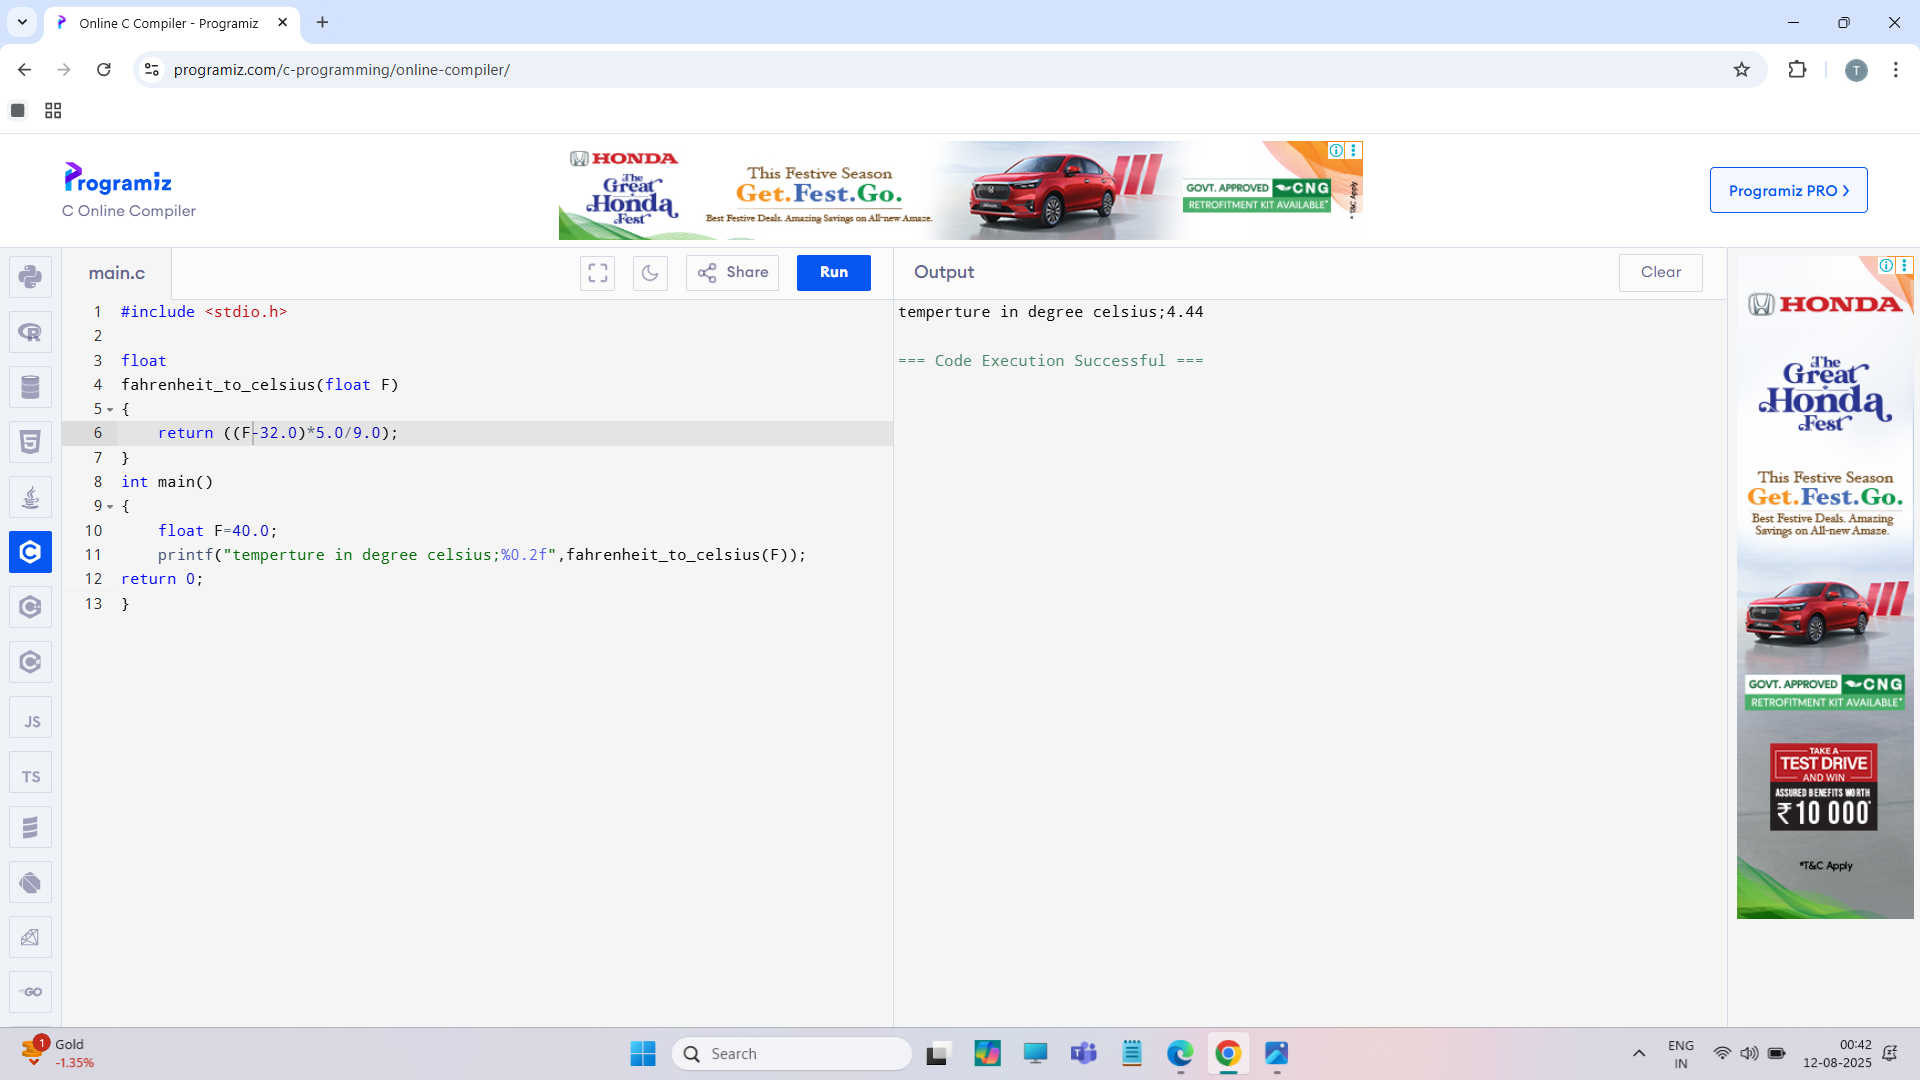 Online C Compiler - Programiz
programiz.com/c-programming/online-compiler/
T
Programiz
C Online Compiler
HONDA
The Great Honda Fest
This Festive Season
Get.Fest.Go.
Best Festive Deals. Amazing Savings on All-new Amaze.
GOVT. APPROVED CNG
RETROFITMENT KIT AVAILABLE*
*T&C Apply
Programiz PRO
main.c
Share
Run
Output
Clear
1 #include <stdio.h>
2
3 float
4 fahrenheit_to_celsius(float F)
5 {
6 return ((F-32.0)*5.0/9.0);
7 }
8 int main()
9 {
10 float F=40.0;
11 printf("temperture in degree celsius;%0.2f",fahrenheit_to_celsius(F));
12 return 0;
13 }
temperture in degree celsius;4.44
=== Code Execution Successful ===
JS
TS
GO
HONDA
The
Great
Honda
Fest
This Festive Season
Get.Fest.Go.
Best Festive Deals. Amazing
Savings on All-new Amaze.
GOVT. APPROVED CNG
RETROFITMENT KIT AVAILABLE*
TAKE A
TEST DRIVE
AND WIN
ASSURED BENEFITS WORTH
₹10 000*
*T&C Apply
1
Gold
-1.35%
Search
ENG
IN
00:42
12-08-2025